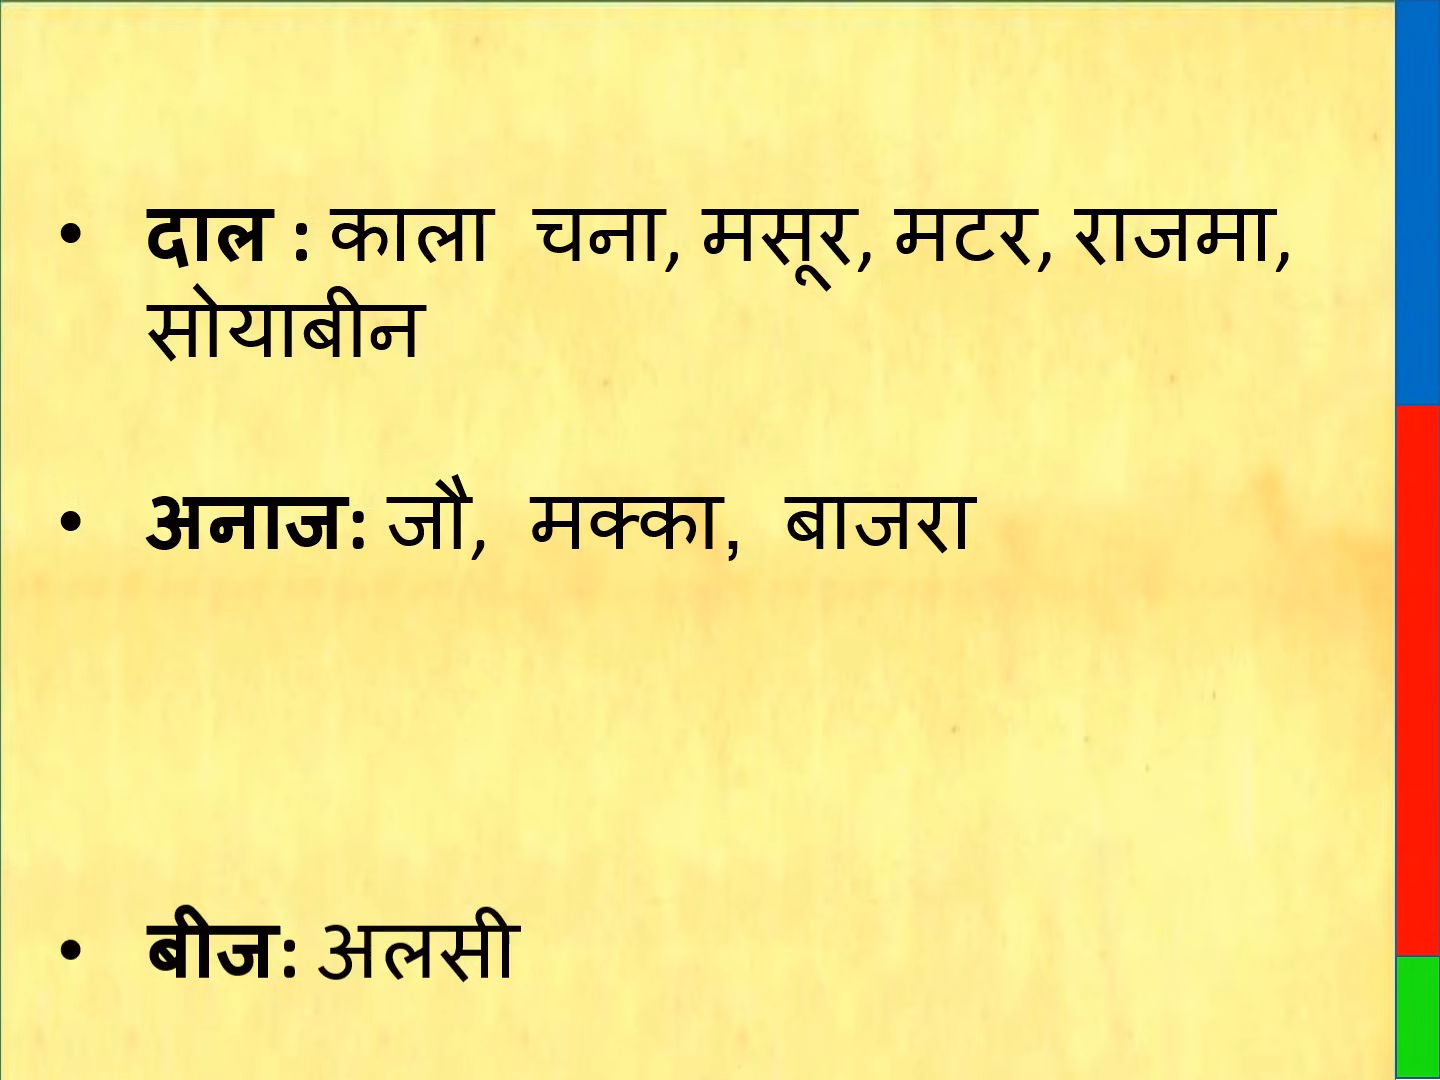 • दाल : काला चना, मसूर, मटर, राजमा,
सोयाबीन
• अनाज: जौ, मक्का, बाजरा
• बीज: अलसी